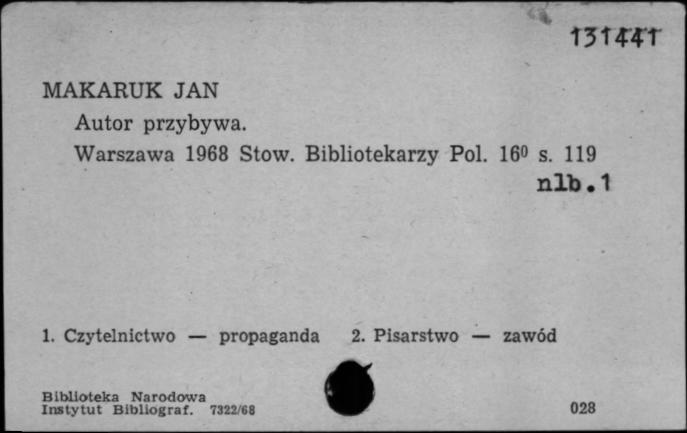 131441
MAKARUK JAN
Autor przybywa.
Warszawa 1968 Stow. Bibliotekarzy Pol. 16⁰ s. 119
nlb.1
1. Czytelnictwo — propaganda 2. Pisarstwo — zawód
Biblioteka Narodowa
Instytut Bibliograf. 7322/68 028